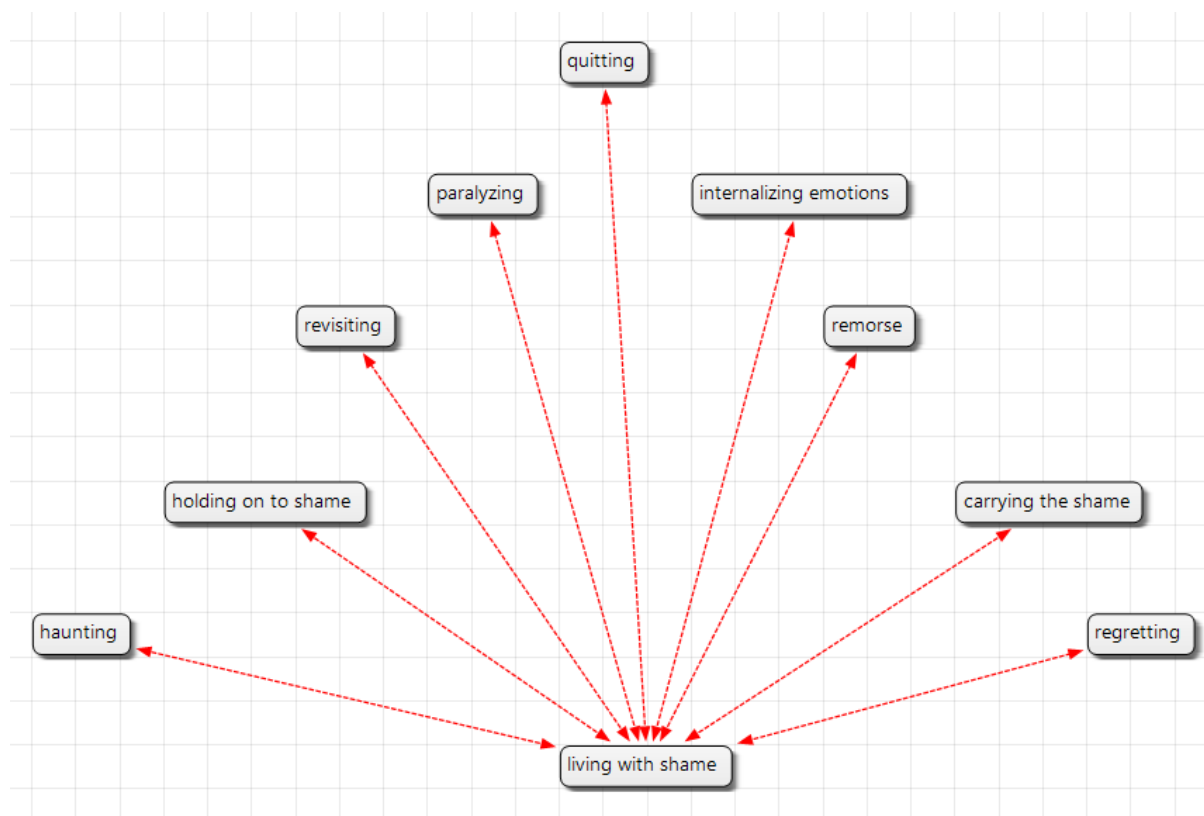 quitting
paralyzing
internalizing emotions
revisiting
remorse
holding on to shame
carrying the shame
haunting
regretting
living with shame